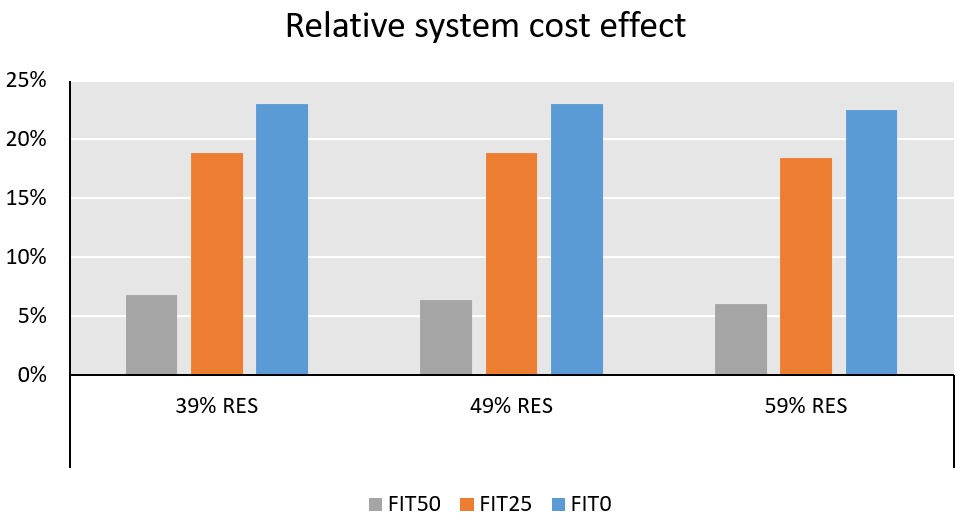 Relative system cost effect
25%
20%
15%
10%
5%
0%
39% RES 49% RES 59% RES
FIT50 FIT25 FIT0